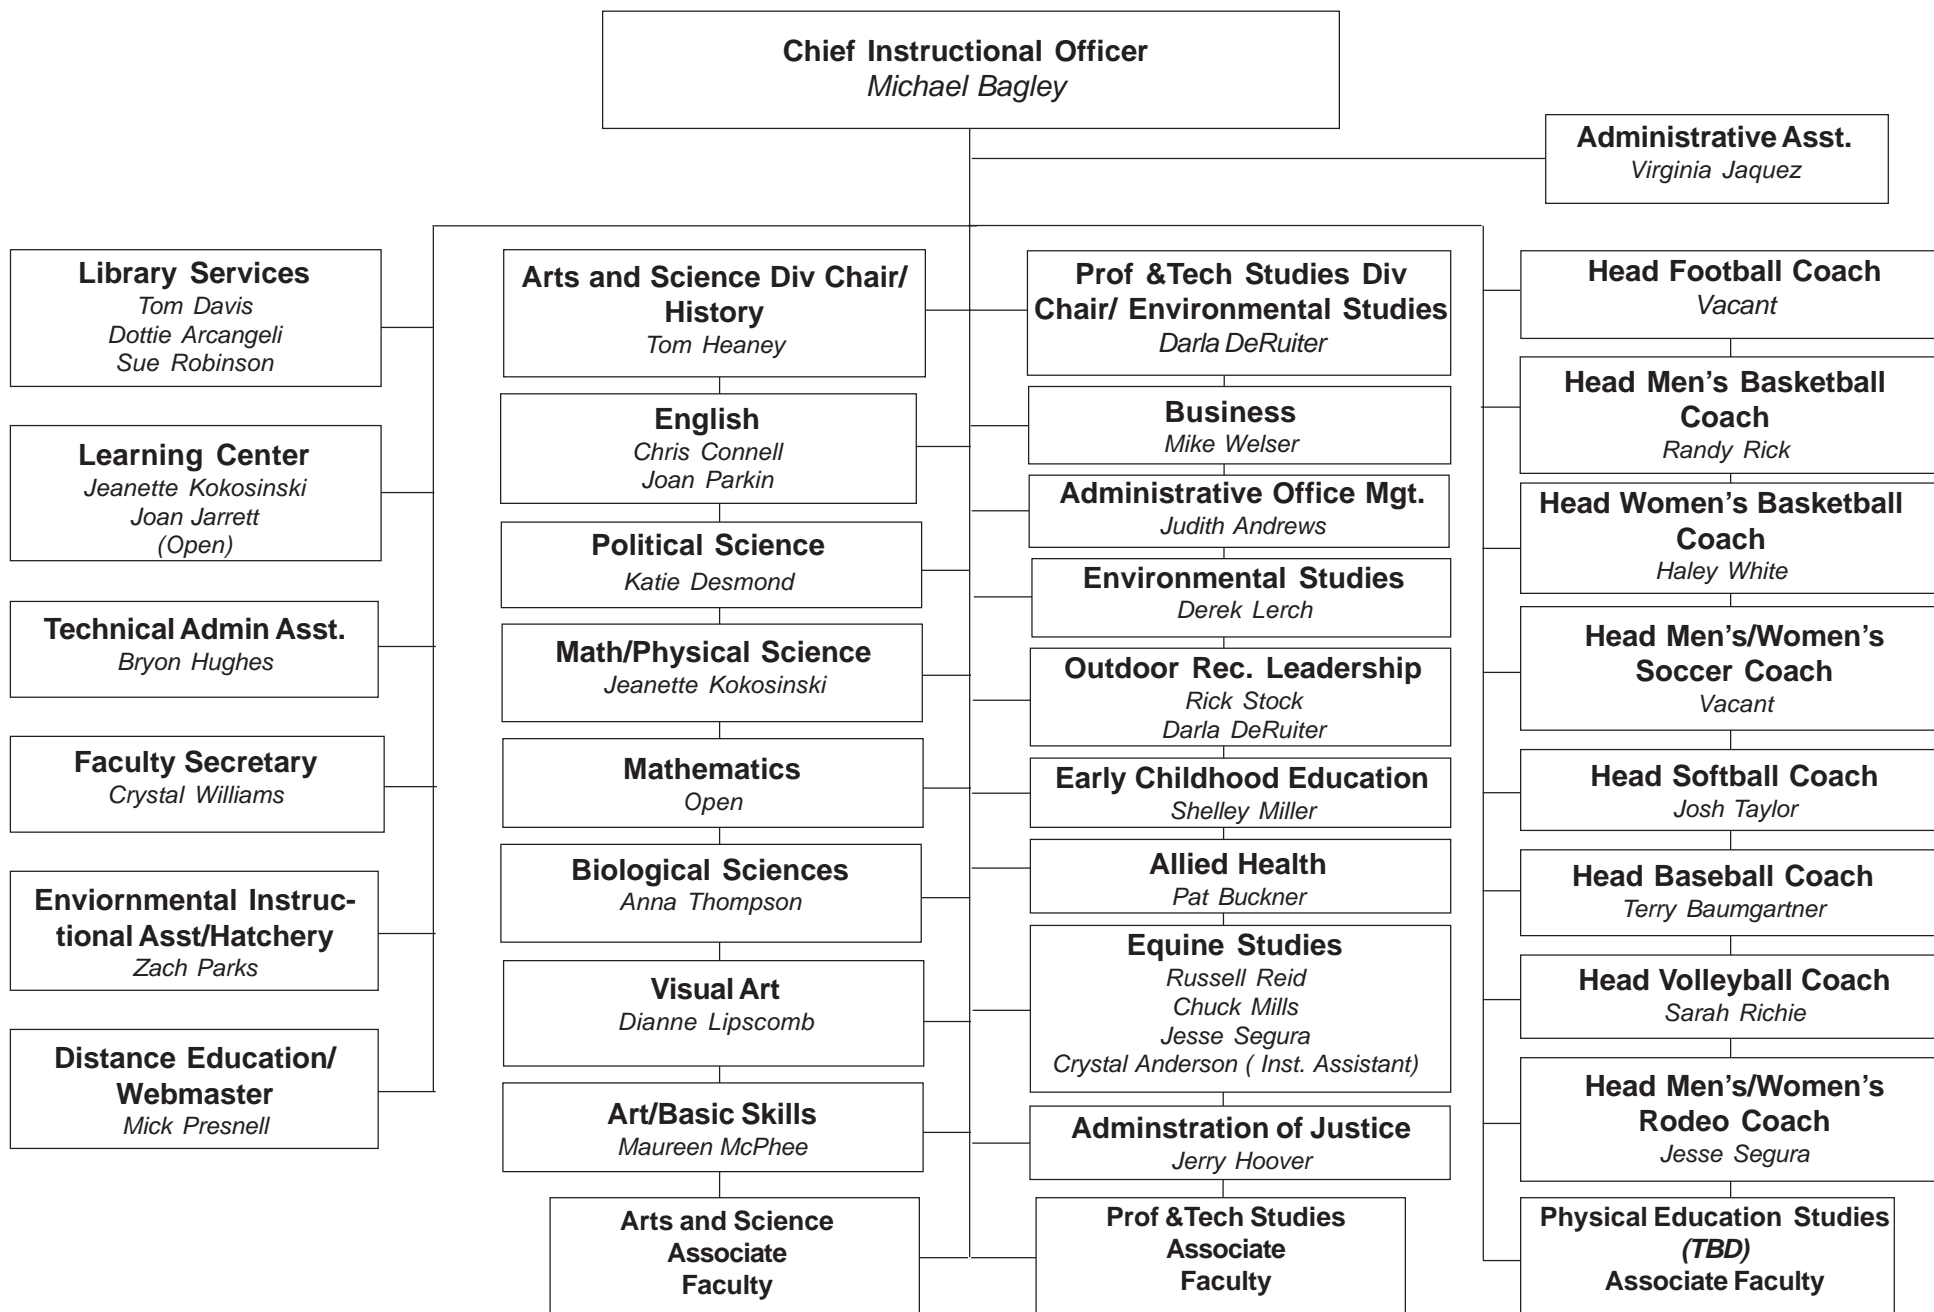 Chief Instructional Officer
Michael Bagley
Administrative Asst.
Virginia Jaquez
Library Services
Tom Davis
Dottie Arcangeli
Sue Robinson
Learning Center
Jeanette Kokosinski
Joan Jarrett
(Open)
Technical Admin Asst.
Bryon Hughes
Faculty Secretary
Crystal Williams
Enviornmental Instruc-
tional Asst/Hatchery
Zach Parks
Distance Education/
Webmaster
Mick Presnell
Arts and Science Div Chair/
History
Tom Heaney
English
Chris Connell
Joan Parkin
Political Science
Katie Desmond
Math/Physical Science
Jeanette Kokosinski
Mathematics
Open
Biological Sciences
Anna Thompson
Visual Art
Dianne Lipscomb
Art/Basic Skills
Maureen McPhee
Arts and Science
Associate
Faculty
Prof &Tech Studies Div
Chair/ Environmental Studies
Darla DeRuiter
Business
Mike Welser
Administrative Office Mgt.
Judith Andrews
Environmental Studies
Derek Lerch
Outdoor Rec. Leadership
Rick Stock
Darla DeRuiter
Early Childhood Education
Shelley Miller
Allied Health
Pat Buckner
Equine Studies
Russell Reid
Chuck Mills
Jesse Segura
Crystal Anderson ( Inst. Assistant)
Adminstration of Justice
Jerry Hoover
Prof &Tech Studies
Associate
Faculty
Head Football Coach
Vacant
Head Men’s Basketball
Coach
Randy Rick
Head Women’s Basketball
Coach
Haley White
Head Men’s/Women’s
Soccer Coach
Vacant
Head Softball Coach
Josh Taylor
Head Baseball Coach
Terry Baumgartner
Head Volleyball Coach
Sarah Richie
Head Men’s/Women’s
Rodeo Coach
Jesse Segura
Physical Education Studies
(TBD)
Associate Faculty